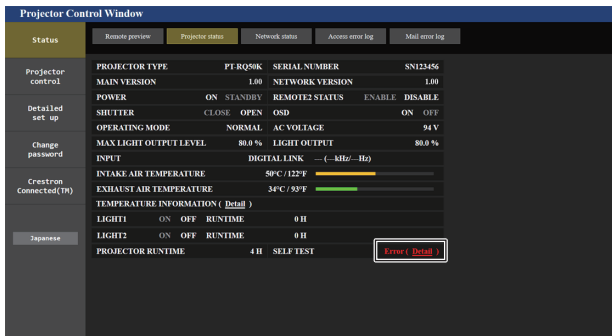 Projector Control Window
Status
Projector control
Detailed set up
Change password
Crestron Connected(TM)
Japanese
Remote preview Projector status Network status Access error log Mail error log
PROJECTOR TYPE PT-RQ50K SERIAL NUMBER SN123456
MAIN VERSION 1.00 NETWORK VERSION 1.00
POWER ON STANDBY REMOTE2 STATUS ENABLE DISABLE
SHUTTER CLOSE OPEN OSD ON OFF
OPERATING MODE NORMAL AC VOLTAGE 94 V
MAX LIGHT OUTPUT LEVEL 80.0 % LIGHT OUTPUT 80.0 %
INPUT DIGITAL LINK — (—kHz/—Hz)
INTAKE AIR TEMPERATURE 50°C / 122°F
EXHAUST AIR TEMPERATURE 34°C / 93°F
TEMPERATURE INFORMATION ( Detail )
LIGHT1 ON OFF RUNTIME 0 H
LIGHT2 ON OFF RUNTIME 0 H
PROJECTOR RUNTIME 4 H SELF TEST Error ( Detail )